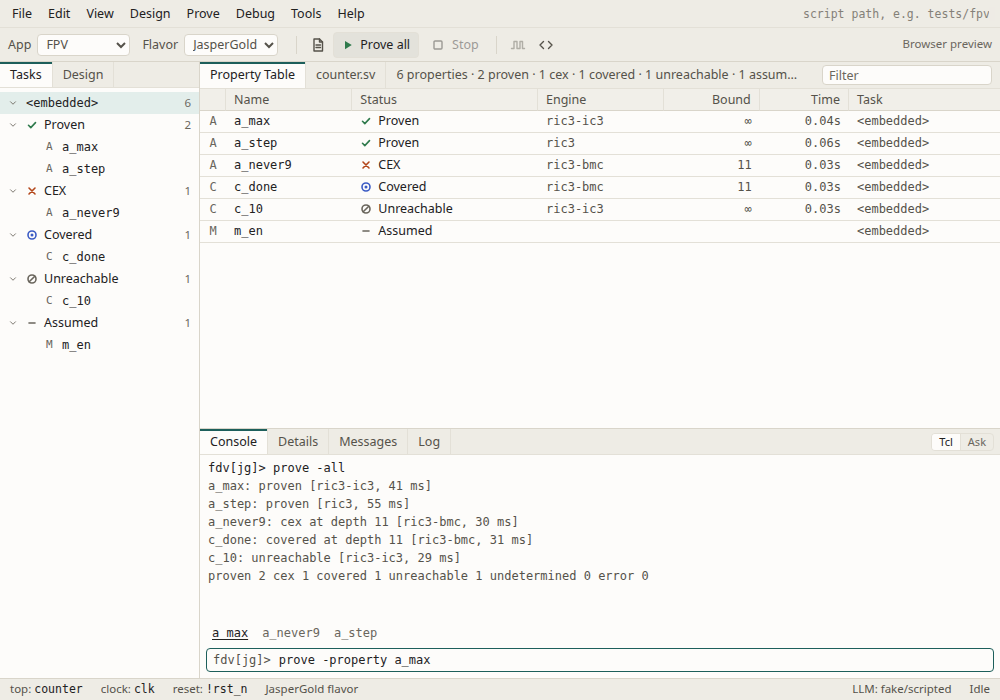 File Edit View Design Prove Debug Tools Help script path, e.g. tests/fpv
App FPV Flavor JasperGold Prove all Stop Browser preview
Tasks Design Property Table counter.sv 6 properties · 2 proven · 1 cex · 1 covered · 1 unreachable · 1 assum... Filter
<embedded> 6
Proven 2
A a_max
A a_step
CEX 1
A a_never9
Covered 1
C c_done
Unreachable 1
C c_10
Assumed 1
M m_en
Name Status Engine Bound Time Task
A a_max Proven ric3-ic3 ∞ 0.04s <embedded>
A a_step Proven ric3 ∞ 0.06s <embedded>
A a_never9 CEX ric3-bmc 11 0.03s <embedded>
C c_done Covered ric3-bmc 11 0.03s <embedded>
C c_10 Unreachable ric3-ic3 ∞ 0.03s <embedded>
M m_en Assumed <embedded>
Console Details Messages Log Tcl Ask
fdv[jg]> prove -all
a_max: proven [ric3-ic3, 41 ms]
a_step: proven [ric3, 55 ms]
a_never9: cex at depth 11 [ric3-bmc, 30 ms]
c_done: covered at depth 11 [ric3-bmc, 31 ms]
c_10: unreachable [ric3-ic3, 29 ms]
proven 2 cex 1 covered 1 unreachable 1 undetermined 0 error 0
a_max a_never9 a_step
fdv[jg]> prove -property a_max
top: counter clock: clk reset: !rst_n JasperGold flavor LLM: fake/scripted Idle